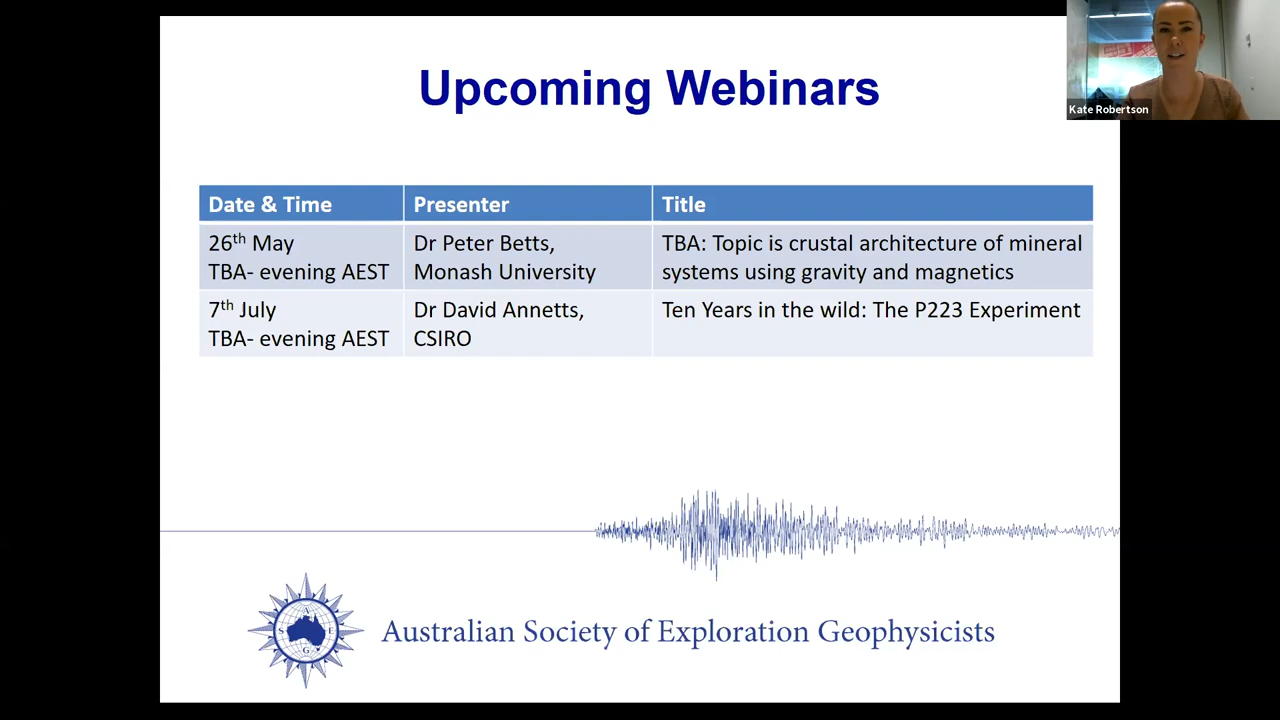 Upcoming Webinars
Kate Robertson
Date & Time Presenter Title
26th May Dr Peter Betts, TBA: Topic is crustal architecture of mineral
TBA- evening AEST Monash University systems using gravity and magnetics
7th July Dr David Annetts, Ten Years in the wild: The P223 Experiment
TBA- evening AEST CSIRO
A
S E
G
Australian Society of Exploration Geophysicists